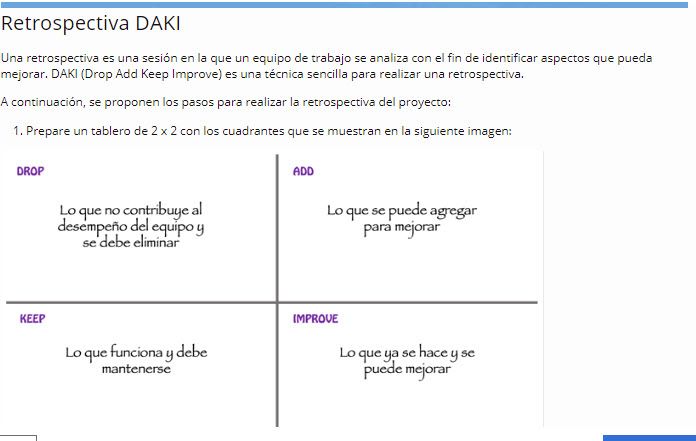 Retrospectiva DAKI
Una retrospectiva es una sesión en la que un equipo de trabajo se analiza con el fin de identificar aspectos que pueda
mejorar. DAKI (Drop Add Keep Improve) es una técnica sencilla para realizar una retrospectiva.
A continuación, se proponen los pasos para realizar la retrospectiva del proyecto:
1. Prepare un tablero de 2 x 2 con los cuadrantes que se muestran en la siguiente imagen:
DROP
Lo que no contribuye al
desempeño del equipo y
se debe eliminar
ADD
Lo que se puede agregar
para mejorar
KEEP
Lo que funciona y debe
mantenerse
IMPROVE
Lo que ya se hace y se
puede mejorar